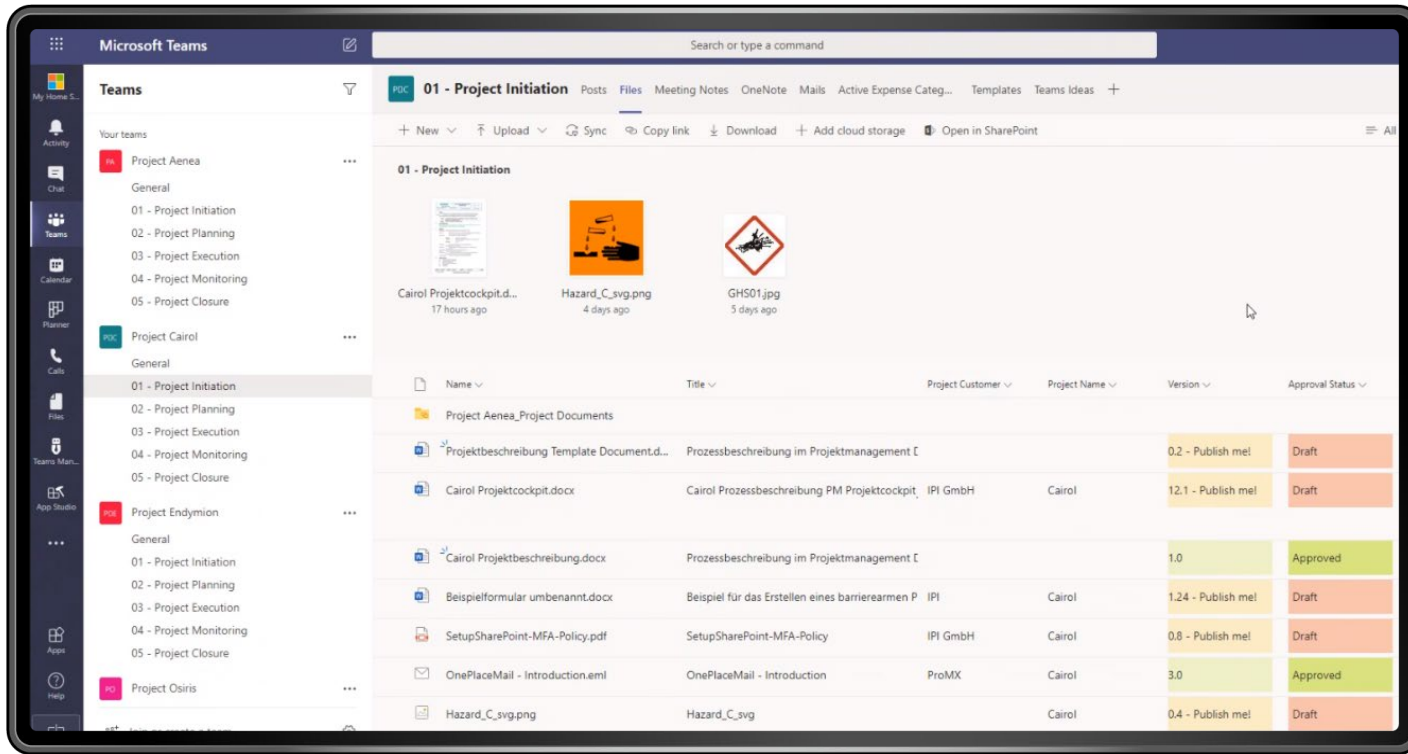 Microsoft Teams
Search or type a command
My Home S...
Activity
Chat
Teams
Calendar
Planner
Calls
Files
Teams Man...
App Studio
Apps
Help
Teams
Your teams
PA Project Aenea
General
01 - Project Initiation
02 - Project Planning
03 - Project Execution
04 - Project Monitoring
05 - Project Closure
POC Project Cairol
General
01 - Project Initiation
02 - Project Planning
03 - Project Execution
04 - Project Monitoring
05 - Project Closure
POE Project Endymion
General
01 - Project Initiation
02 - Project Planning
03 - Project Execution
04 - Project Monitoring
05 - Project Closure
PO Project Osiris
POC 01 - Project Initiation Posts Files Meeting Notes OneNote Mails Active Expense Categ... Templates Teams Ideas +
+ New Upload Sync Copy link Download + Add cloud storage Open in SharePoint All
01 - Project Initiation
Cairol Projektcockpit.d... Hazard_C_svg.png GHS01.jpg
17 hours ago 4 days ago 5 days ago
Name Title Project Customer Project Name Version Approval Status
Project Aenea_Project Documents
Projektbeschreibung Template Document.d... Prozessbeschreibung im Projektmanagement D 0.2 - Publish me! Draft
Cairol Projektcockpit.docx Cairol Prozessbeschreibung PM Projektcockpit_ IPI GmbH Cairol 12.1 - Publish me! Draft
Cairol Projektbeschreibung.docx Prozessbeschreibung im Projektmanagement D 1.0 Approved
Beispielformular umbenannt.docx Beispiel für das Erstellen eines barrierearmen P IPI Cairol 1.24 - Publish me! Draft
SetupSharePoint-MFA-Policy.pdf SetupSharePoint-MFA-Policy IPI GmbH Cairol 0.8 - Publish me! Draft
OnePlaceMail - Introduction.eml OnePlaceMail - Introduction ProMX Cairol 3.0 Approved
Hazard_C_svg.png Hazard_C_svg Cairol 0.4 - Publish me! Draft